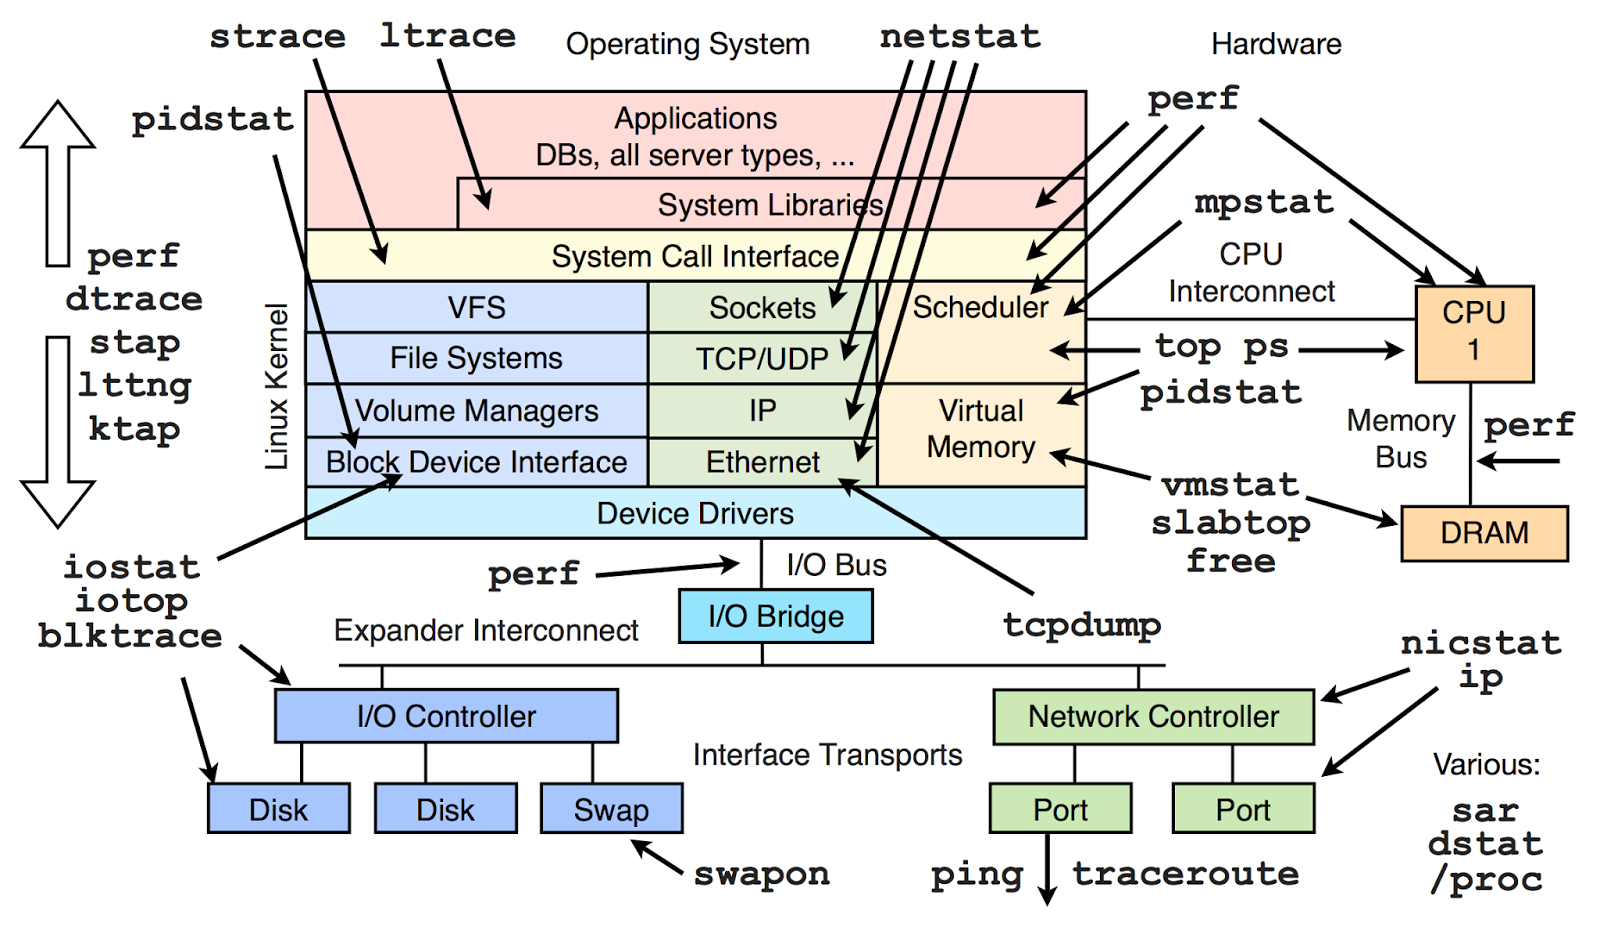 strace
ltrace
Operating System
netstat
Hardware
pidstat
perf
Applications
DBs, all server types, ...
System Libraries
mpstat
System Call Interface
CPU
Interconnect
perf
dtrace
stap
lttng
ktap
Linux Kernel
VFS
Sockets
Scheduler
CPU
1
File Systems
TCP/UDP
top ps
pidstat
Volume Managers
IP
Virtual
Memory
Memory
Bus
perf
Block Device Interface
Ethernet
vmstat
slabtop
free
Device Drivers
DRAM
iostat
iotop
blktrace
perf
I/O Bus
I/O Bridge
tcpdump
Expander Interconnect
nicstat
ip
I/O Controller
Network Controller
Interface Transports
Various:
Disk
Disk
Swap
Port
Port
sar
dstat
/proc
swapon
ping
traceroute